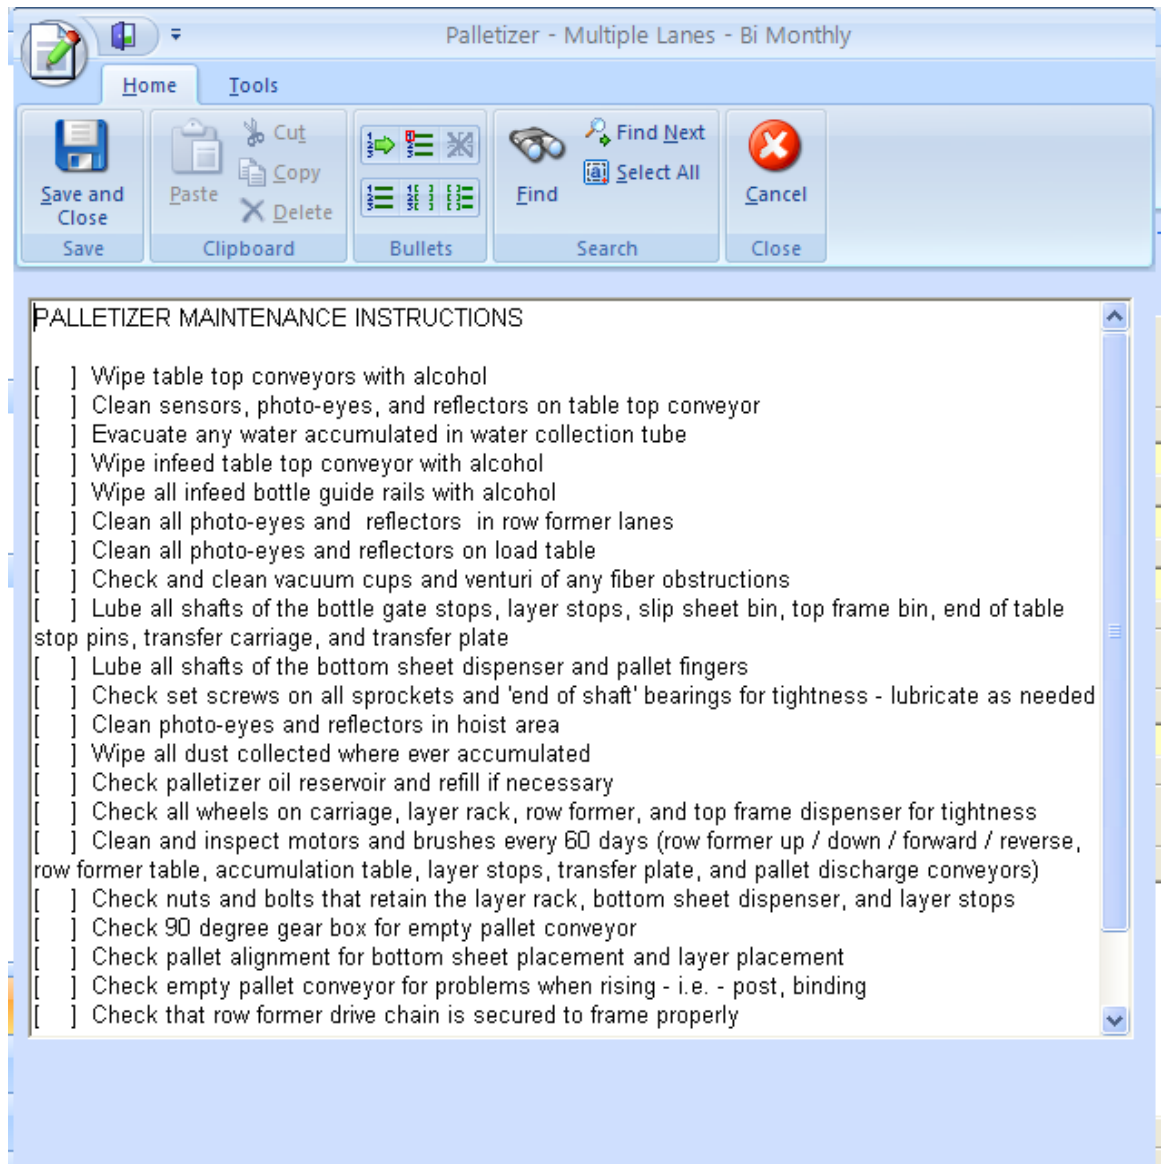 Palletizer - Multiple Lanes - Bi Monthly
Home Tools
Save and Close
Save
Paste
Cut
Copy
Delete
Clipboard
Bullets
Find
Find Next
Select All
Search
Cancel
Close
PALLETIZER MAINTENANCE INSTRUCTIONS
[ ] Wipe table top conveyors with alcohol
[ ] Clean sensors, photo-eyes, and reflectors on table top conveyor
[ ] Evacuate any water accumulated in water collection tube
[ ] Wipe infeed table top conveyor with alcohol
[ ] Wipe all infeed bottle guide rails with alcohol
[ ] Clean all photo-eyes and  reflectors  in row former lanes
[ ] Clean all photo-eyes and reflectors on load table
[ ] Check and clean vacuum cups and venturi of any fiber obstructions
[ ] Lube all shafts of the bottle gate stops, layer stops, slip sheet bin, top frame bin, end of table
stop pins, transfer carriage, and transfer plate
[ ] Lube all shafts of the bottom sheet dispenser and pallet fingers
[ ] Check set screws on all sprockets and 'end of shaft' bearings for tightness - lubricate as needed
[ ] Clean photo-eyes and reflectors in hoist area
[ ] Wipe all dust collected where ever accumulated
[ ] Check palletizer oil reservoir and refill if necessary
[ ] Check all wheels on carriage, layer rack, row former, and top frame dispenser for tightness
[ ] Clean and inspect motors and brushes every 60 days (row former up / down / forward / reverse,
row former table, accumulation table, layer stops, transfer plate, and pallet discharge conveyors)
[ ] Check nuts and bolts that retain the layer rack, bottom sheet dispenser, and layer stops
[ ] Check 90 degree gear box for empty pallet conveyor
[ ] Check pallet alignment for bottom sheet placement and layer placement
[ ] Check empty pallet conveyor for problems when rising - i.e. - post, binding
[ ] Check that row former drive chain is secured to frame properly